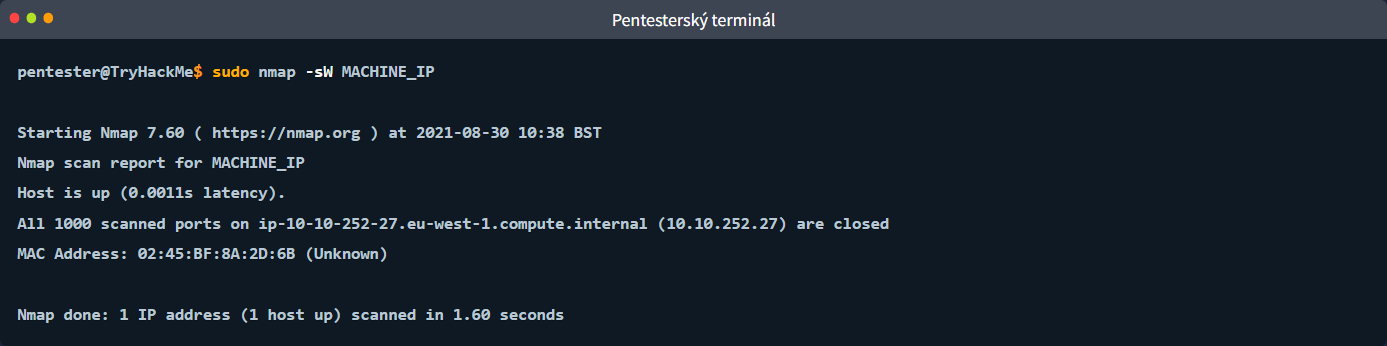 Pentesterský terminál
pentester@TryHackMe$ sudo nmap -sW MACHINE_IP
Starting Nmap 7.60 ( https://nmap.org ) at 2021-08-30 10:38 BST
Nmap scan report for MACHINE_IP
Host is up (0.0011s latency).
All 1000 scanned ports on ip-10-10-252-27.eu-west-1.compute.internal (10.10.252.27) are closed
MAC Address: 02:45:BF:8A:2D:6B (Unknown)
Nmap done: 1 IP address (1 host up) scanned in 1.60 seconds